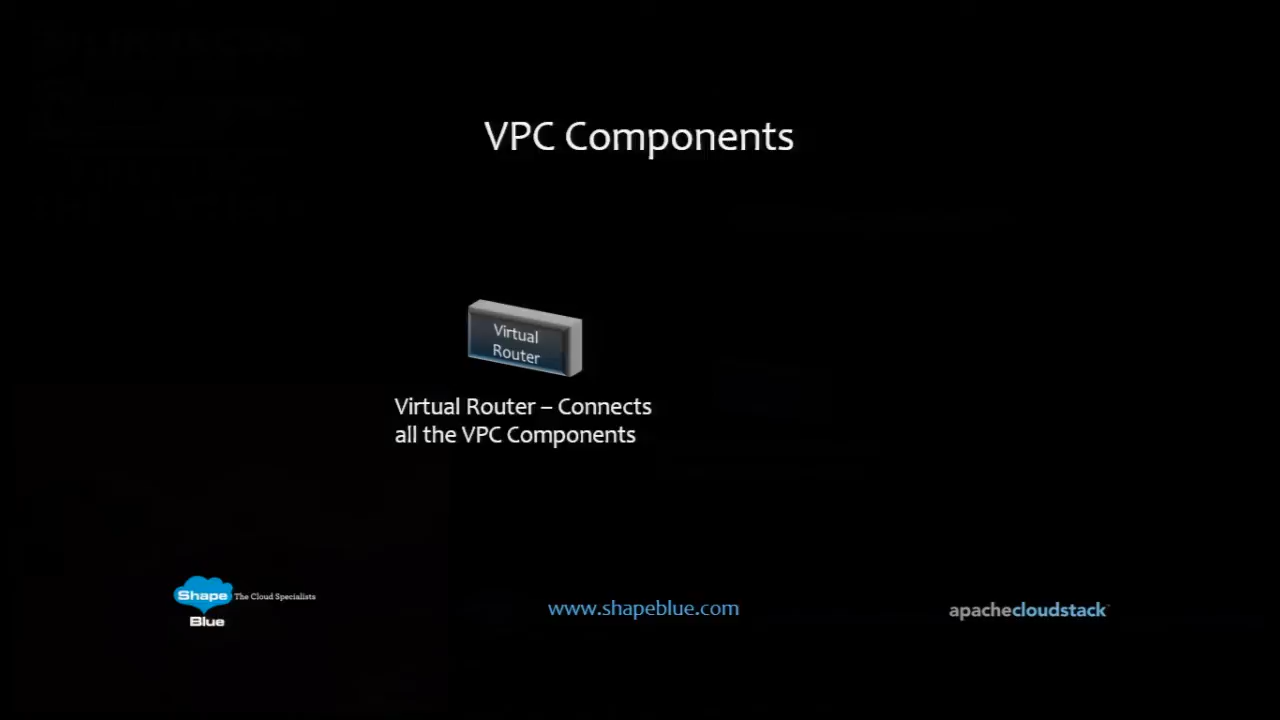 VPC Components
Virtual
Router
Virtual Router – Connects
all the VPC Components
Shape
Blue
The Cloud Specialists
www.shapeblue.com
apachecloudstack